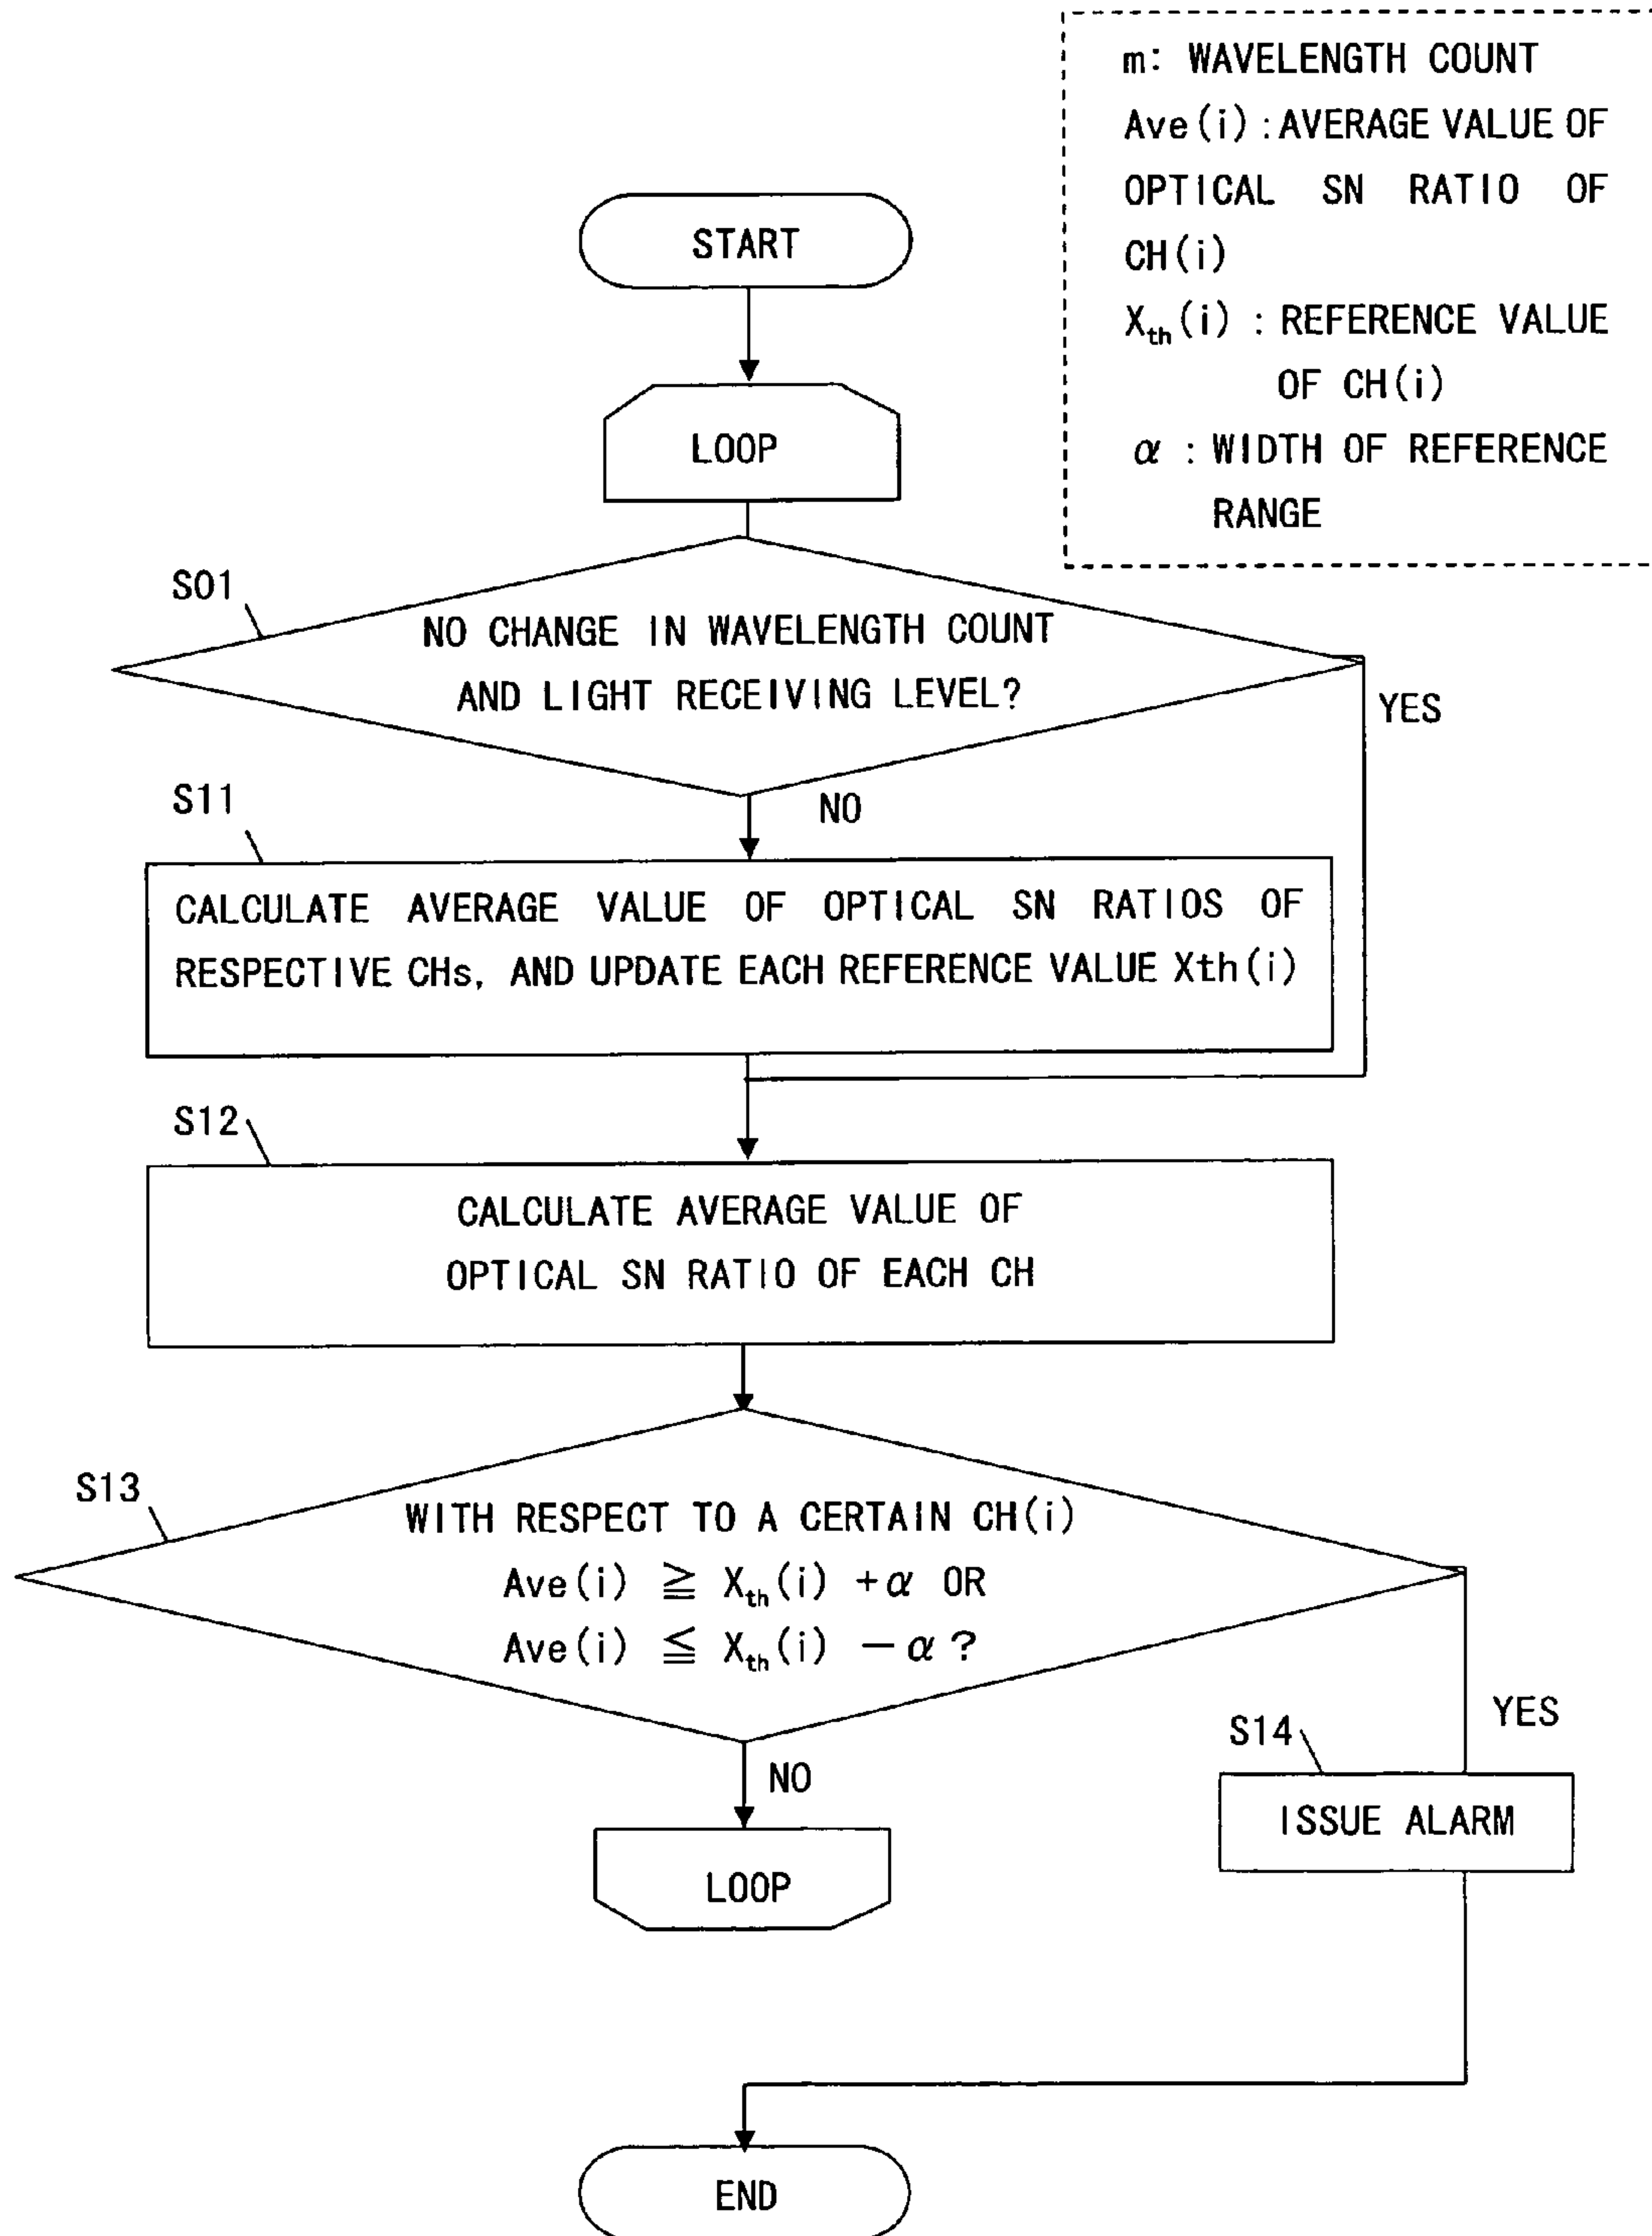 m: WAVELENGTH COUNT
Ave(i) : AVERAGE VALUE OF
OPTICAL SN RATIO OF
CH(i)
Xth(i) : REFERENCE VALUE
OF CH(i)
α : WIDTH OF REFERENCE
RANGE
START
LOOP
S01
NO CHANGE IN WAVELENGTH COUNT
AND LIGHT RECEIVING LEVEL?
YES
NO
S11
CALCULATE AVERAGE VALUE OF OPTICAL SN RATIOS OF
RESPECTIVE CHs, AND UPDATE EACH REFERENCE VALUE Xth(i)
S12
CALCULATE AVERAGE VALUE OF
OPTICAL SN RATIO OF EACH CH
S13
WITH RESPECT TO A CERTAIN CH(i)
Ave(i) ≧ Xth(i) +α OR
Ave(i) ≦ Xth(i) −α ?
YES
NO
S14
ISSUE ALARM
LOOP
END